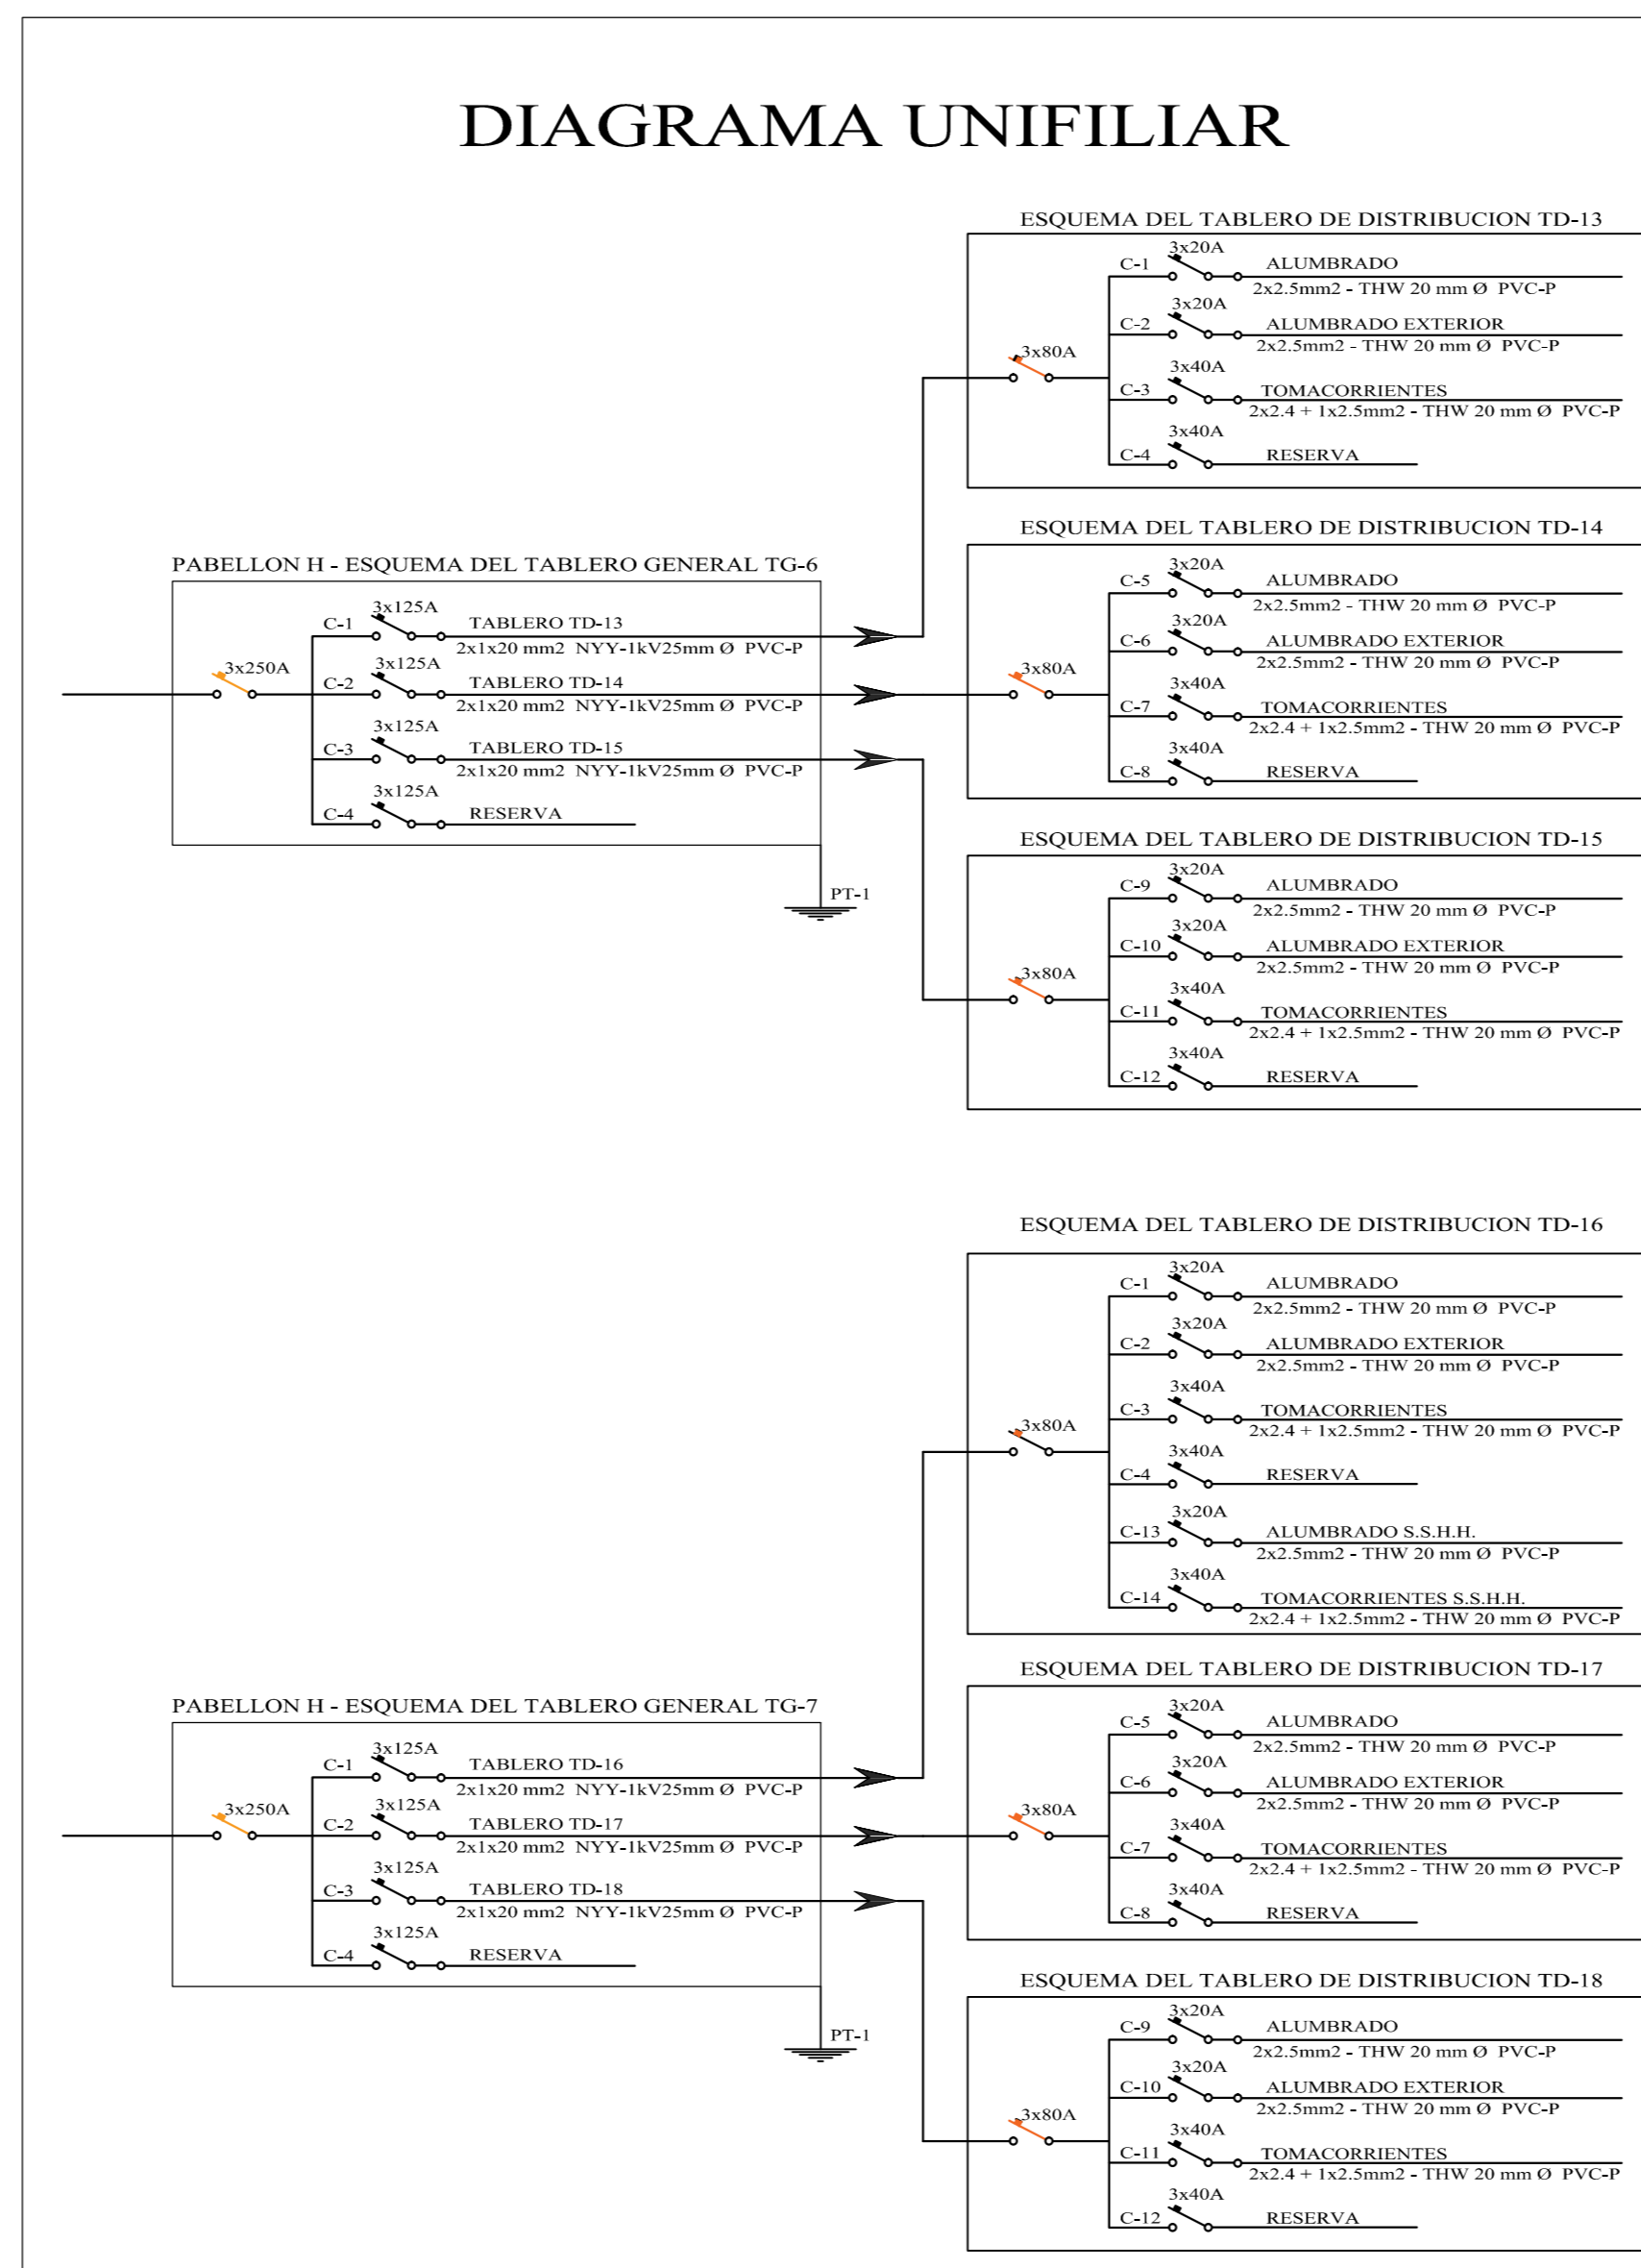 DIAGRAMA UNIFILIAR
ESQUEMA DEL TABLERO DE DISTRIBUCION TD-13
3x20A
C-1 ALUMBRADO
2x2.5mm2 - THW 20 mm Ø PVC-P
3x20A
C-2 ALUMBRADO EXTERIOR
2x2.5mm2 - THW 20 mm Ø PVC-P
3x80A
3x40A
C-3 TOMACORRIENTES
2x2.4 + 1x2.5mm2 - THW 20 mm Ø PVC-P
3x40A
C-4 RESERVA
ESQUEMA DEL TABLERO DE DISTRIBUCION TD-14
3x20A
C-5 ALUMBRADO
2x2.5mm2 - THW 20 mm Ø PVC-P
3x20A
C-6 ALUMBRADO EXTERIOR
2x2.5mm2 - THW 20 mm Ø PVC-P
3x80A
3x40A
C-7 TOMACORRIENTES
2x2.4 + 1x2.5mm2 - THW 20 mm Ø PVC-P
3x40A
C-8 RESERVA
PABELLON H - ESQUEMA DEL TABLERO GENERAL TG-6
3x125A
C-1 TABLERO TD-13
2x1x20 mm2 NYY-1kV25mm Ø PVC-P
3x250A
3x125A
C-2 TABLERO TD-14
2x1x20 mm2 NYY-1kV25mm Ø PVC-P
3x125A
C-3 TABLERO TD-15
2x1x20 mm2 NYY-1kV25mm Ø PVC-P
3x125A
C-4 RESERVA
PT-1
ESQUEMA DEL TABLERO DE DISTRIBUCION TD-15
3x20A
C-9 ALUMBRADO
2x2.5mm2 - THW 20 mm Ø PVC-P
3x20A
C-10 ALUMBRADO EXTERIOR
2x2.5mm2 - THW 20 mm Ø PVC-P
3x80A
3x40A
C-11 TOMACORRIENTES
2x2.4 + 1x2.5mm2 - THW 20 mm Ø PVC-P
3x40A
C-12 RESERVA
ESQUEMA DEL TABLERO DE DISTRIBUCION TD-16
3x20A
C-1 ALUMBRADO
2x2.5mm2 - THW 20 mm Ø PVC-P
3x20A
C-2 ALUMBRADO EXTERIOR
2x2.5mm2 - THW 20 mm Ø PVC-P
3x40A
C-3 TOMACORRIENTES
2x2.4 + 1x2.5mm2 - THW 20 mm Ø PVC-P
3x80A
3x40A
C-4 RESERVA
3x20A
C-13 ALUMBRADO S.S.H.H.
2x2.5mm2 - THW 20 mm Ø PVC-P
3x40A
C-14 TOMACORRIENTES S.S.H.H.
2x2.4 + 1x2.5mm2 - THW 20 mm Ø PVC-P
ESQUEMA DEL TABLERO DE DISTRIBUCION TD-17
3x20A
C-5 ALUMBRADO
2x2.5mm2 - THW 20 mm Ø PVC-P
3x20A
C-6 ALUMBRADO EXTERIOR
2x2.5mm2 - THW 20 mm Ø PVC-P
3x80A
3x40A
C-7 TOMACORRIENTES
2x2.4 + 1x2.5mm2 - THW 20 mm Ø PVC-P
3x40A
C-8 RESERVA
PABELLON H - ESQUEMA DEL TABLERO GENERAL TG-7
3x125A
C-1 TABLERO TD-16
2x1x20 mm2 NYY-1kV25mm Ø PVC-P
3x250A
3x125A
C-2 TABLERO TD-17
2x1x20 mm2 NYY-1kV25mm Ø PVC-P
3x125A
C-3 TABLERO TD-18
2x1x20 mm2 NYY-1kV25mm Ø PVC-P
3x125A
C-4 RESERVA
PT-1
ESQUEMA DEL TABLERO DE DISTRIBUCION TD-18
3x20A
C-9 ALUMBRADO
2x2.5mm2 - THW 20 mm Ø PVC-P
3x20A
C-10 ALUMBRADO EXTERIOR
2x2.5mm2 - THW 20 mm Ø PVC-P
3x80A
3x40A
C-11 TOMACORRIENTES
2x2.4 + 1x2.5mm2 - THW 20 mm Ø PVC-P
3x40A
C-12 RESERVA